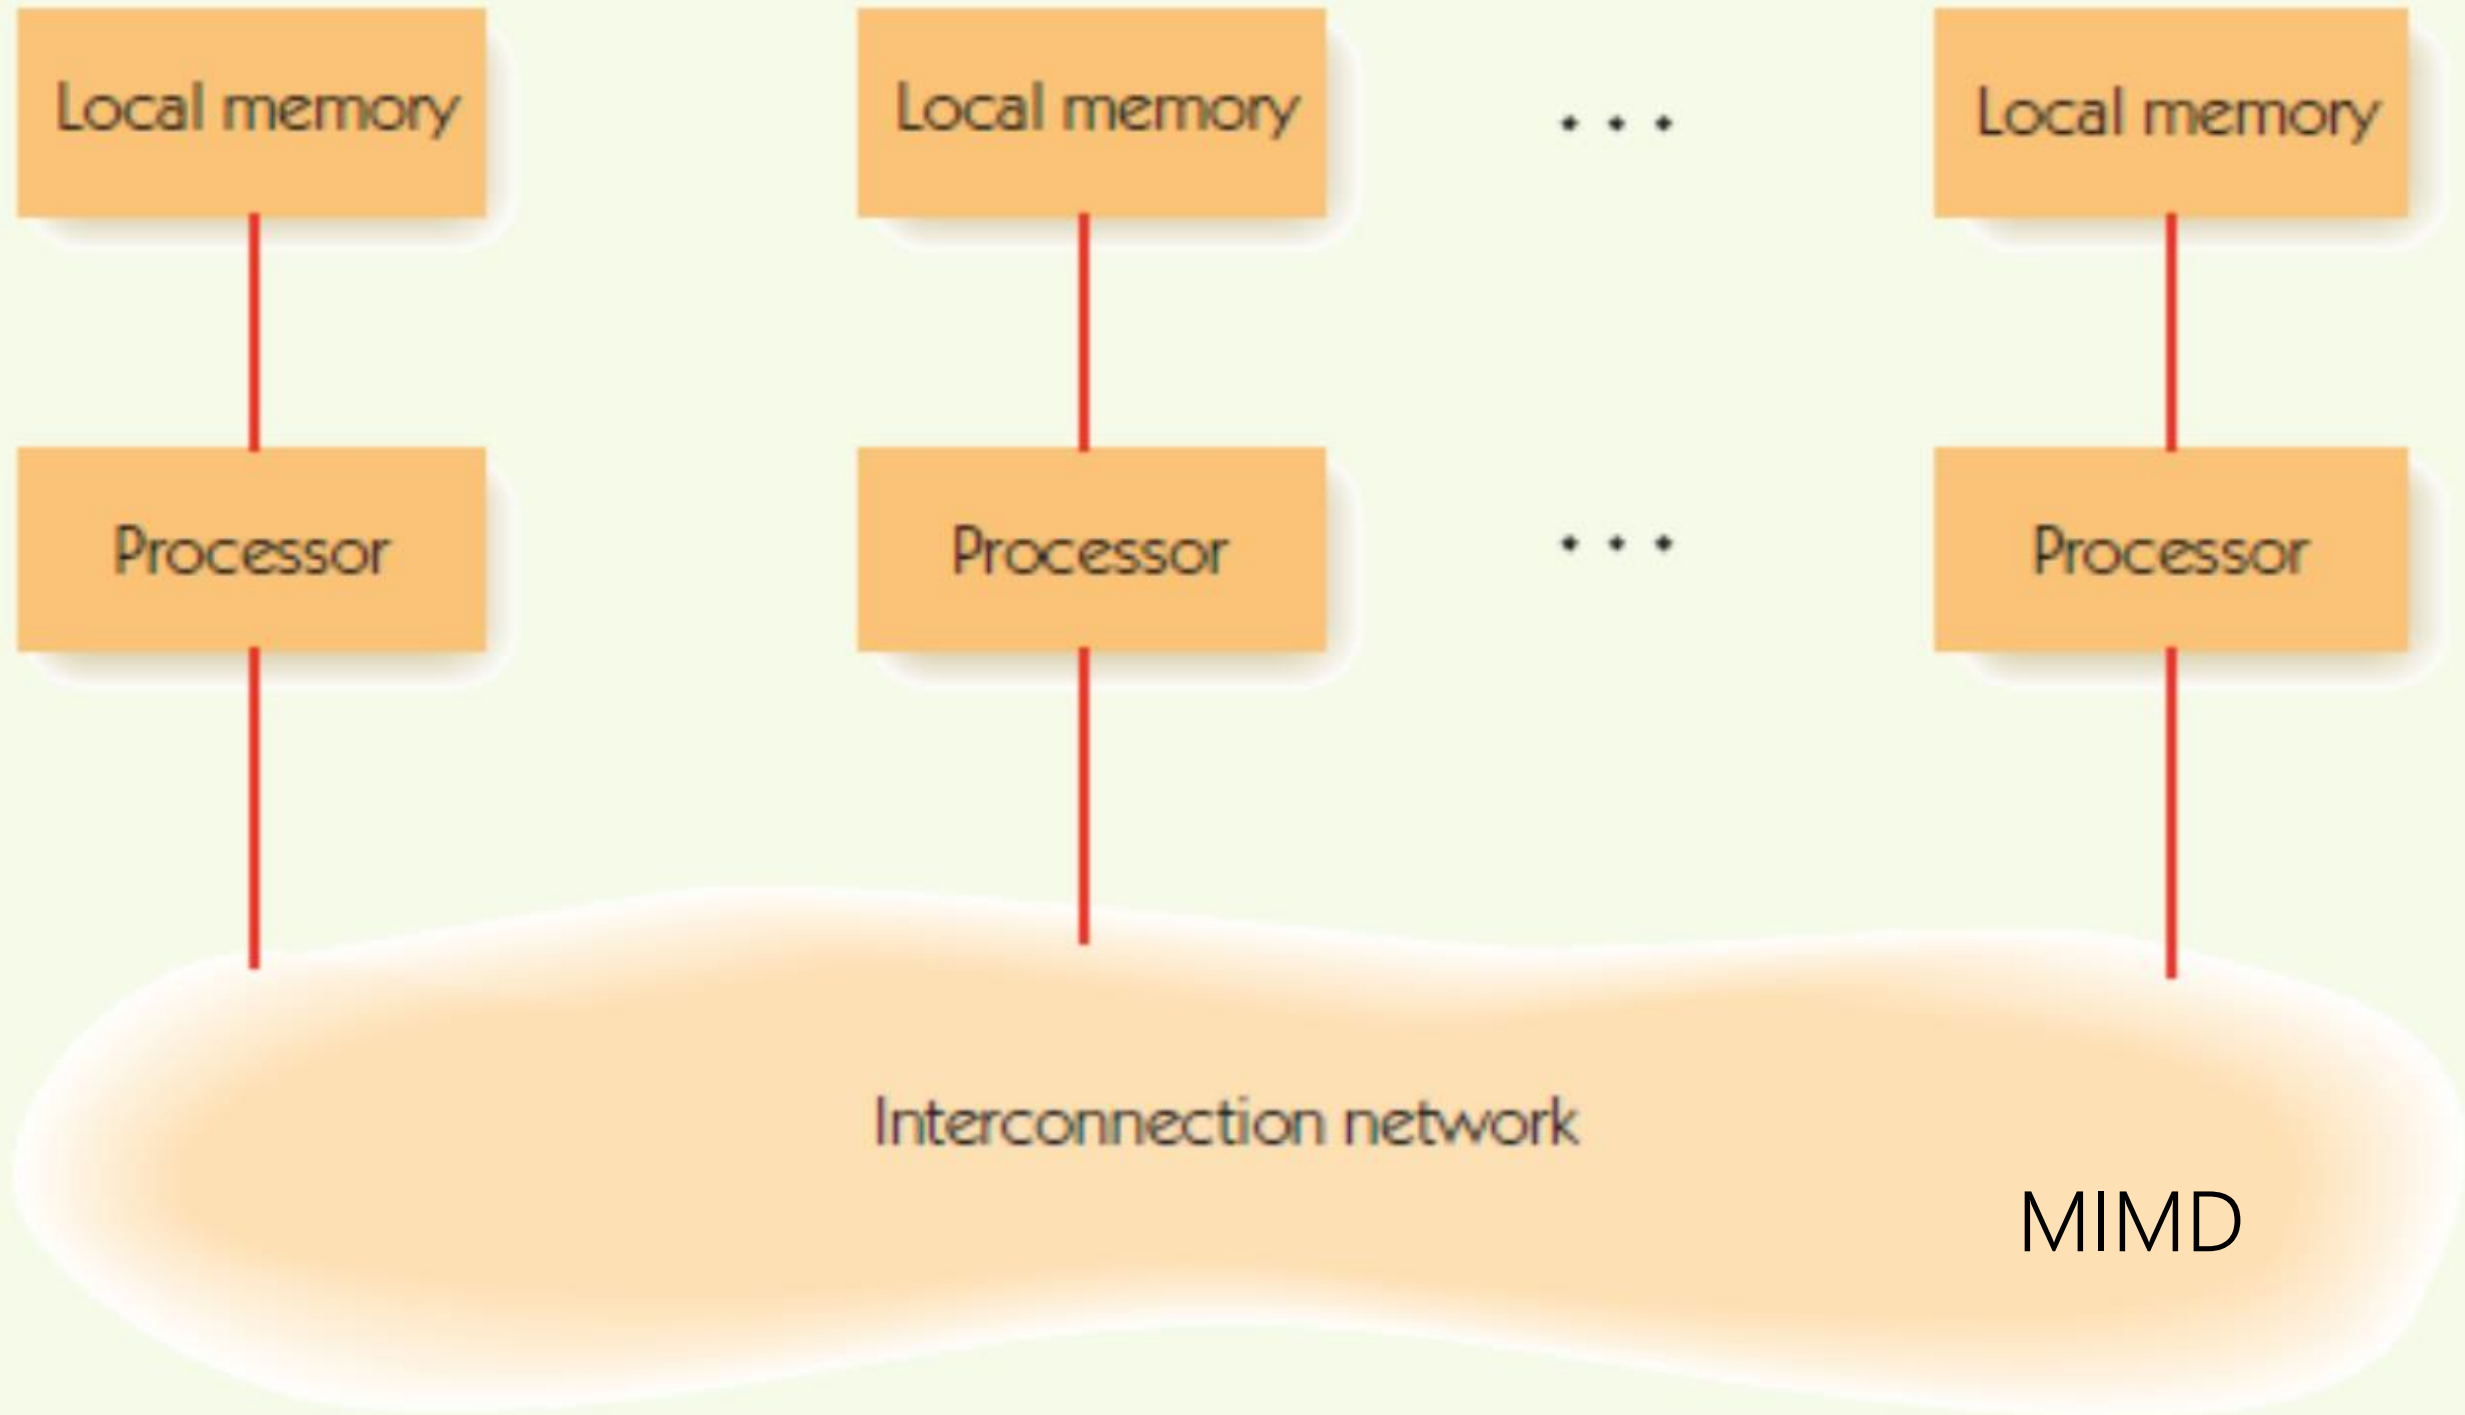 Local memory
Local memory
...
Local memory
Processor
Processor
...
Processor
Interconnection network
MIMD